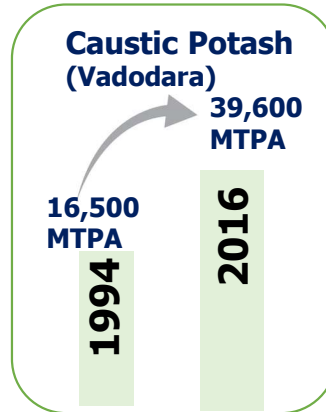 Caustic Potash
(Vadodara)
39,600
MTPA
16,500
MTPA
1994
2016